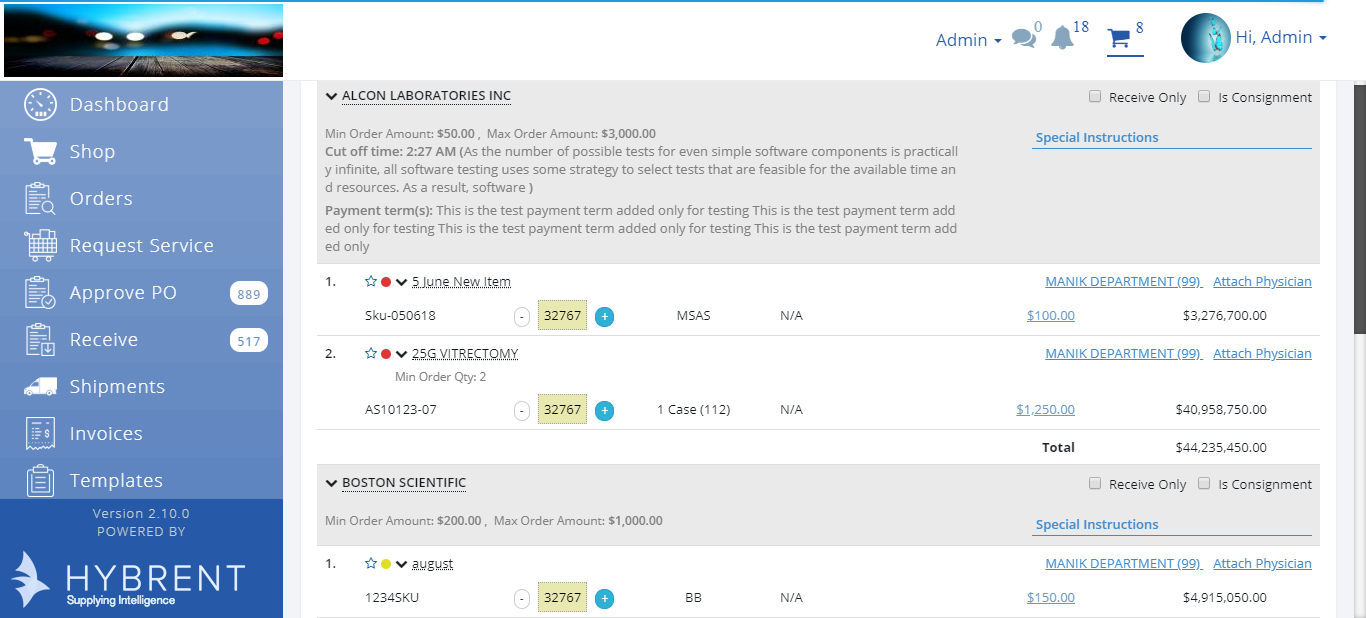 Admin
0
18
8
Hi, Admin
Dashboard
Shop
Orders
Request Service
Approve PO 889
Receive 517
Shipments
Invoices
Templates
Version 2.10.0
POWERED BY
HYBRENT
Supplying Intelligence
ALCON LABORATORIES INC
Receive Only Is Consignment
Min Order Amount: $50.00 , Max Order Amount: $3,000.00
Special Instructions
Cut off time: 2:27 AM (As the number of possible tests for even simple software components is practicall
y infinite, all software testing uses some strategy to select tests that are feasible for the available time an
d resources. As a result, software )
Payment term(s): This is the test payment term added only for testing This is the test payment term add
ed only for testing This is the test payment term added only for testing This is the test payment term add
ed only
1. 5 June New Item MANIK DEPARTMENT (99) Attach Physician
Sku-050618 - 32767 + MSAS N/A $100.00 $3,276,700.00
2. 25G VITRECTOMY MANIK DEPARTMENT (99) Attach Physician
Min Order Qty: 2
AS10123-07 - 32767 + 1 Case (112) N/A $1,250.00 $40,958,750.00
Total $44,235,450.00
BOSTON SCIENTIFIC
Receive Only Is Consignment
Min Order Amount: $200.00 , Max Order Amount: $1,000.00
Special Instructions
1. august MANIK DEPARTMENT (99) Attach Physician
1234SKU - 32767 + BB N/A $150.00 $4,915,050.00